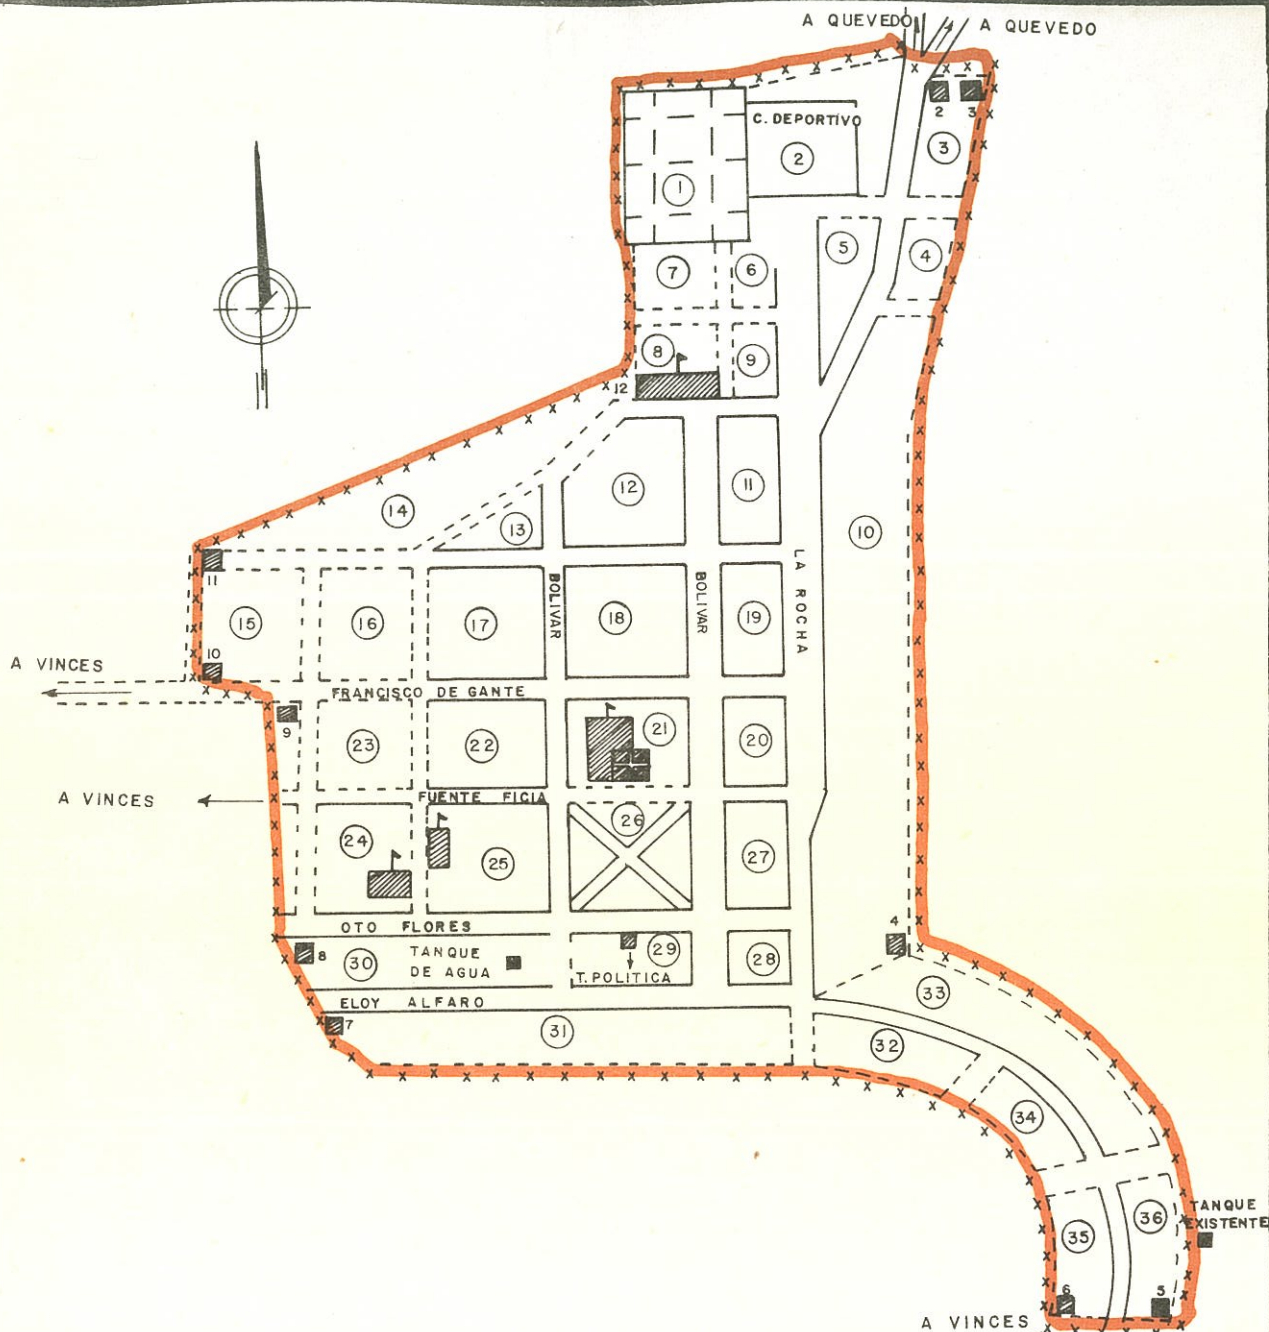 A QUEVEDO
A QUEVEDO
2 3
C. DEPORTIVO
2
3
1
5
4
7
6
8
9
12
12
11
14
13
10
11
15
16
17
BOLIVAR
18
BOLIVAR
19
LA ROCHA
10
A VINCES
FRANCISCO DE GANTE
9
23
22
21
20
A VINCES
FUENTE FICIA
26
24
25
27
OTO FLORES
4
8
30
TANQUE
DE AGUA
29
28
T. POLITICA
33
ELOY ALFARO
7
31
32
34
TANQUE
EXISTENTE
35
36
6
5
A VINCES